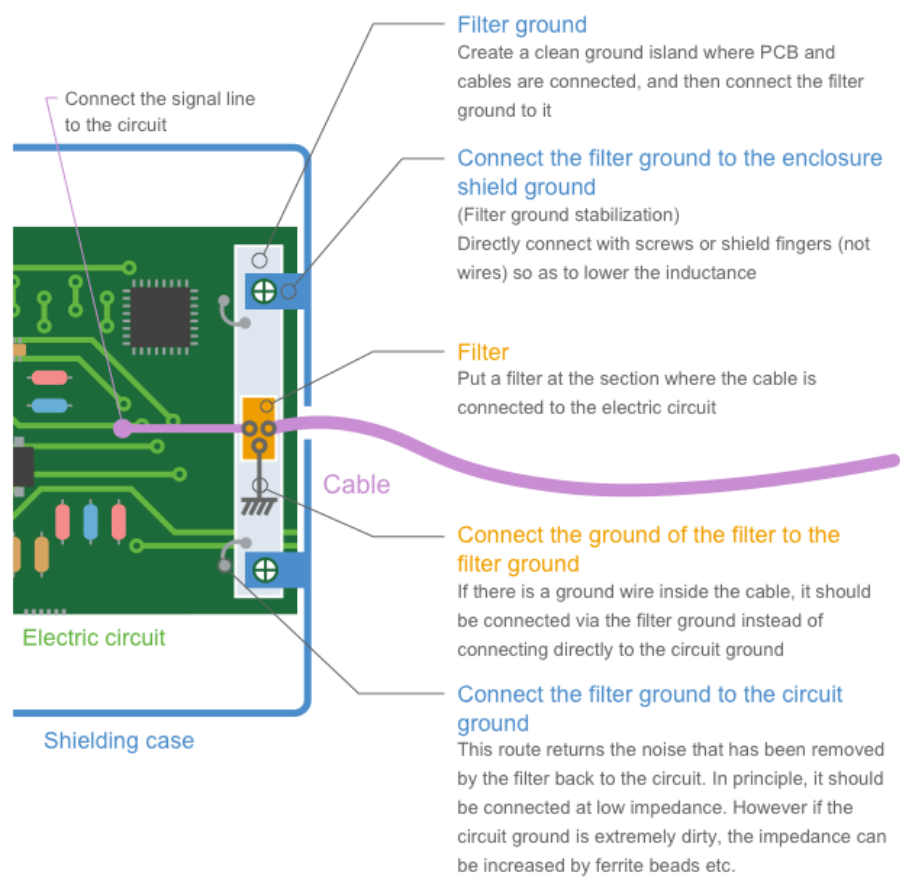 Filter ground
Create a clean ground island where PCB and
cables are connected, and then connect the filter
ground to it
Connect the signal line
to the circuit
Connect the filter ground to the enclosure
shield ground
(Filter ground stabilization)
Directly connect with screws or shield fingers (not
wires) so as to lower the inductance
Filter
Put a filter at the section where the cable is
connected to the electric circuit
Cable
Connect the ground of the filter to the
filter ground
If there is a ground wire inside the cable, it should
be connected via the filter ground instead of
connecting directly to the circuit ground
Electric circuit
Connect the filter ground to the circuit
ground
This route returns the noise that has been removed
by the filter back to the circuit. In principle, it should
be connected at low impedance. However if the
circuit ground is extremely dirty, the impedance can
be increased by ferrite beads etc.
Shielding case